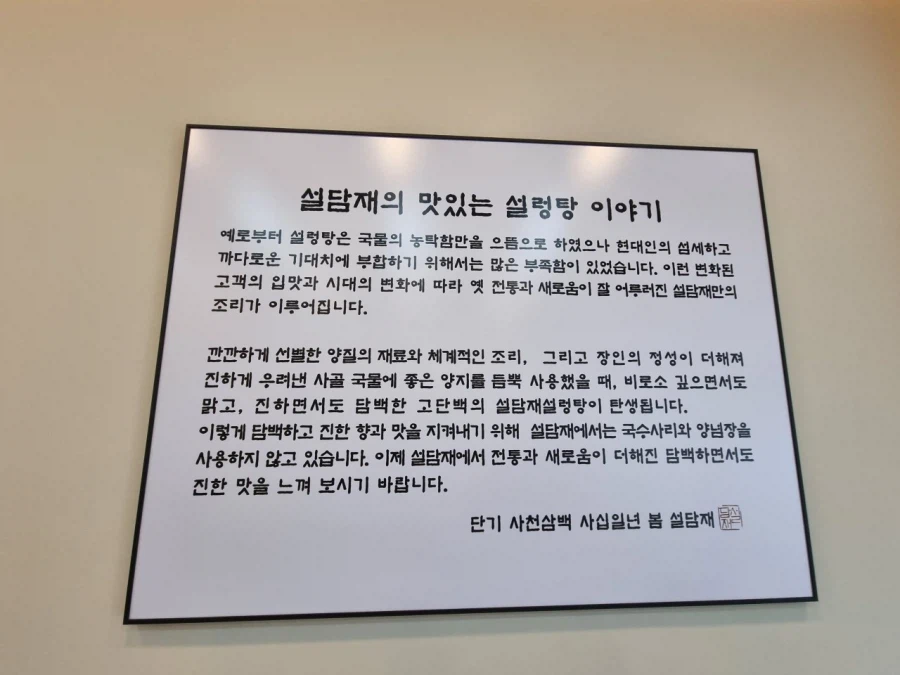 설담재의 맛있는 설렁탕 이야기
예로부터 설렁탕은 국물의 농탁함만을 으뜸으로 하였으나 현대인의 섬세하고
까다로운 기대치에 부합하기 위해서는 많은 부족함이 있었습니다. 이런 변화된
고객의 입맛과 시대의 변화에 따라 옛 전통과 새로움이 잘 어루러진 설담재만의
조리가 이루어집니다.
깐깐하게 선별한 양질의 재료와 체계적인 조리, 그리고 장인의 정성이 더해져
진하게 우려낸 사골 국물에 좋은 양지를 듬뿍 사용했을 때, 비로소 깊으면서도
맑고, 진하면서도 담백한 고단백의 설담재설렁탕이 탄생됩니다.
이렇게 담백하고 진한 향과 맛을 지켜내기 위해 설담재에서는 국수사리와 양념장을
사용하지 않고 있습니다. 이제 설담재에서 전통과 새로움이 더해진 담백하면서도
진한 맛을 느껴 보시기 바랍니다.
단기 사천삼백 사십일년 봄 설담재